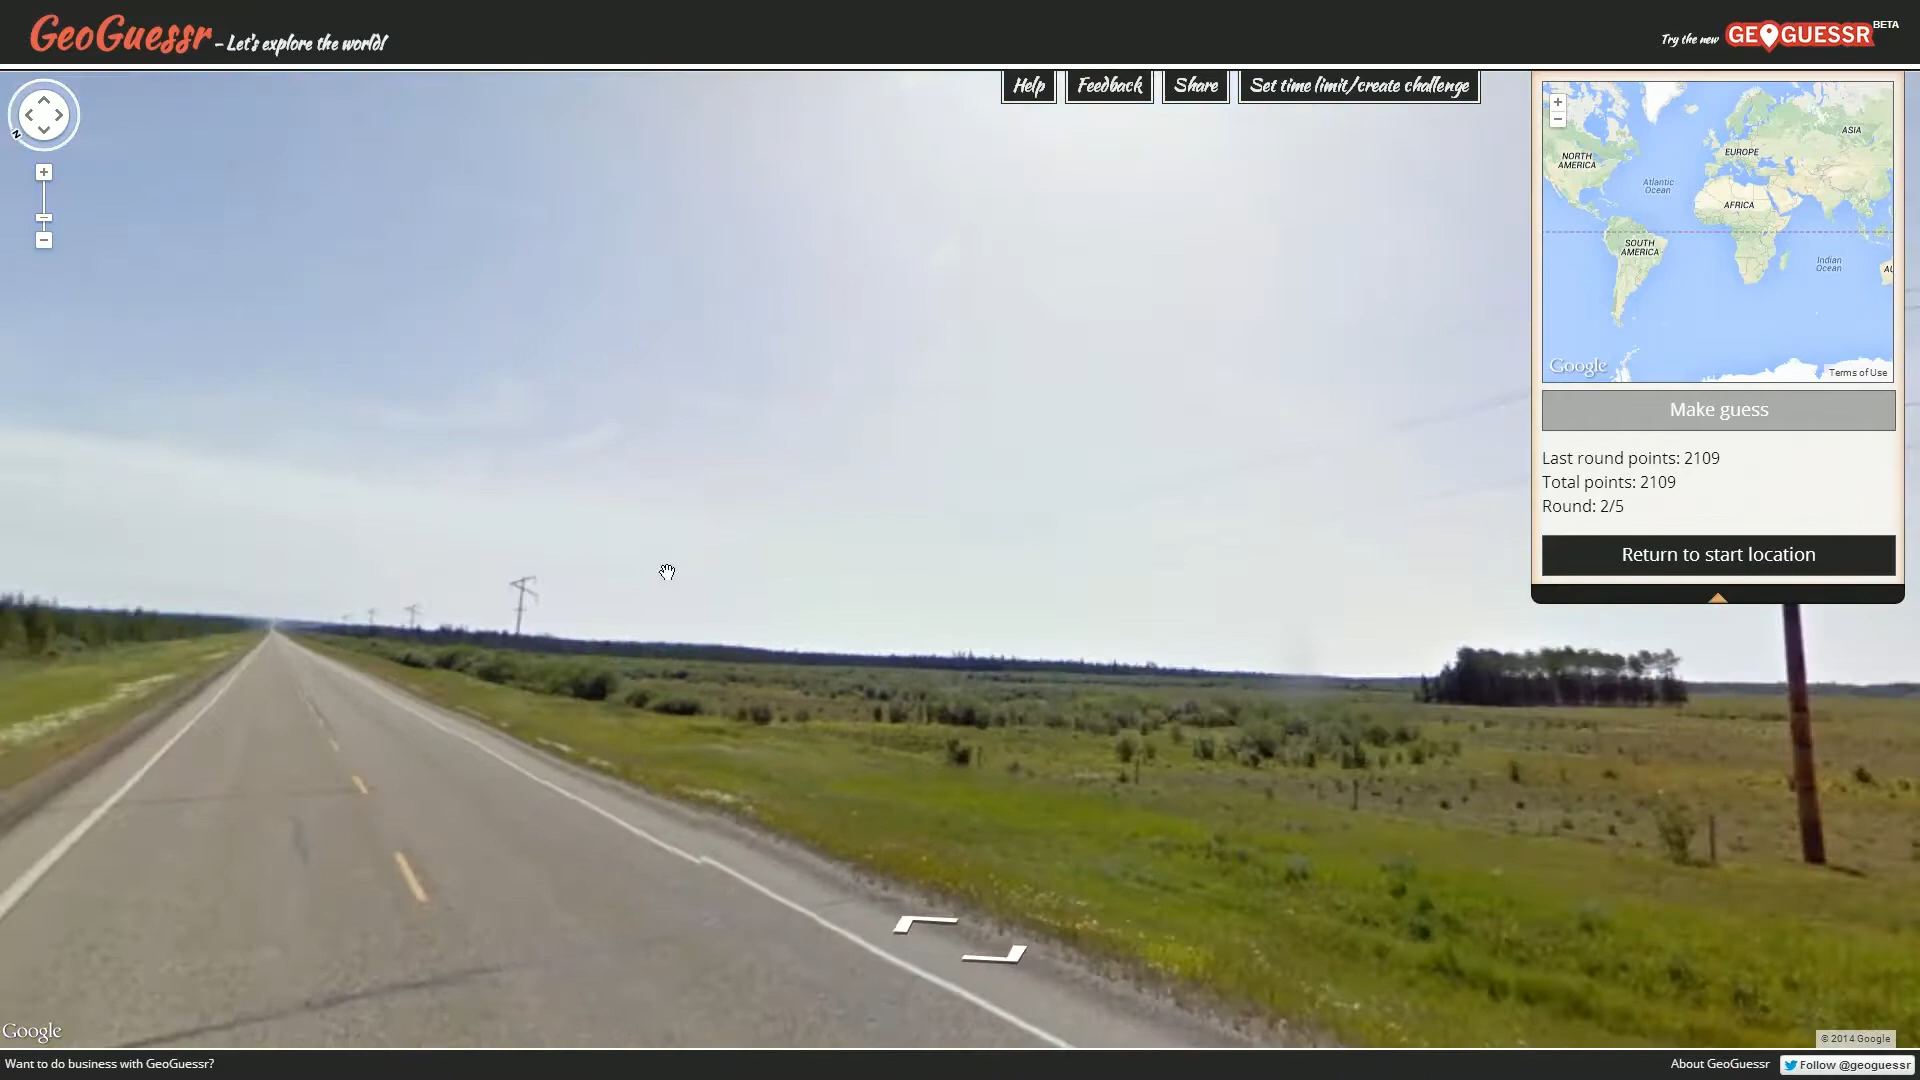 GeoGuessr - Let's explore the world!
Try the new GEOGUESSR BETA
Help
Feedback
Share
Set time limit/create challenge
N
+
-
+
-
NORTH
AMERICA
Atlantic
Ocean
EUROPE
ASIA
AFRICA
SOUTH
AMERICA
Indian
Ocean
AU
Google
Terms of Use
Make guess
Last round points: 2109
Total points: 2109
Round: 2/5
Return to start location
Google
© 2014 Google
Want to do business with GeoGuessr?
About GeoGuessr
Follow @geoguessr